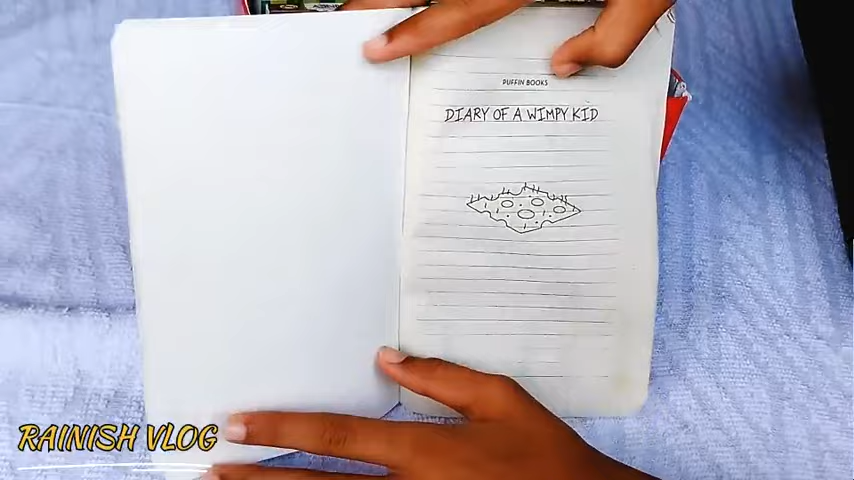 PUFFIN BOOKS
DIARY OF A WIMPY KID
RAINISH VLOG